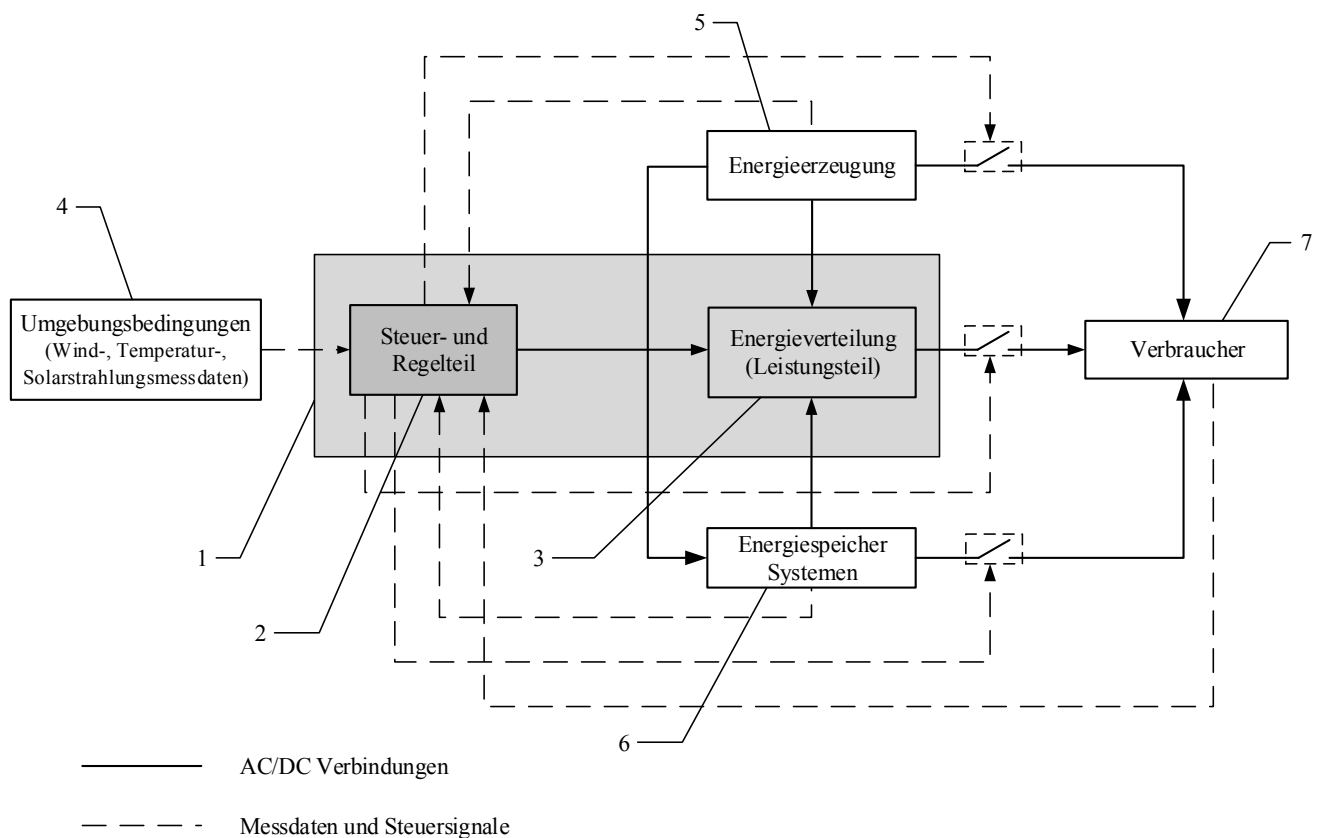 5
Energieerzeugung
4
7
Umgebungsbedingungen
(Wind-, Temperatur-,
Solarstrahlungsmessdaten)
Steuer- und
Regelteil
Energieverteilung
(Leistungsteil)
Verbraucher
1
3
Energiespeicher
Systemen
2
6
AC/DC Verbindungen
Messdaten und Steuersignale